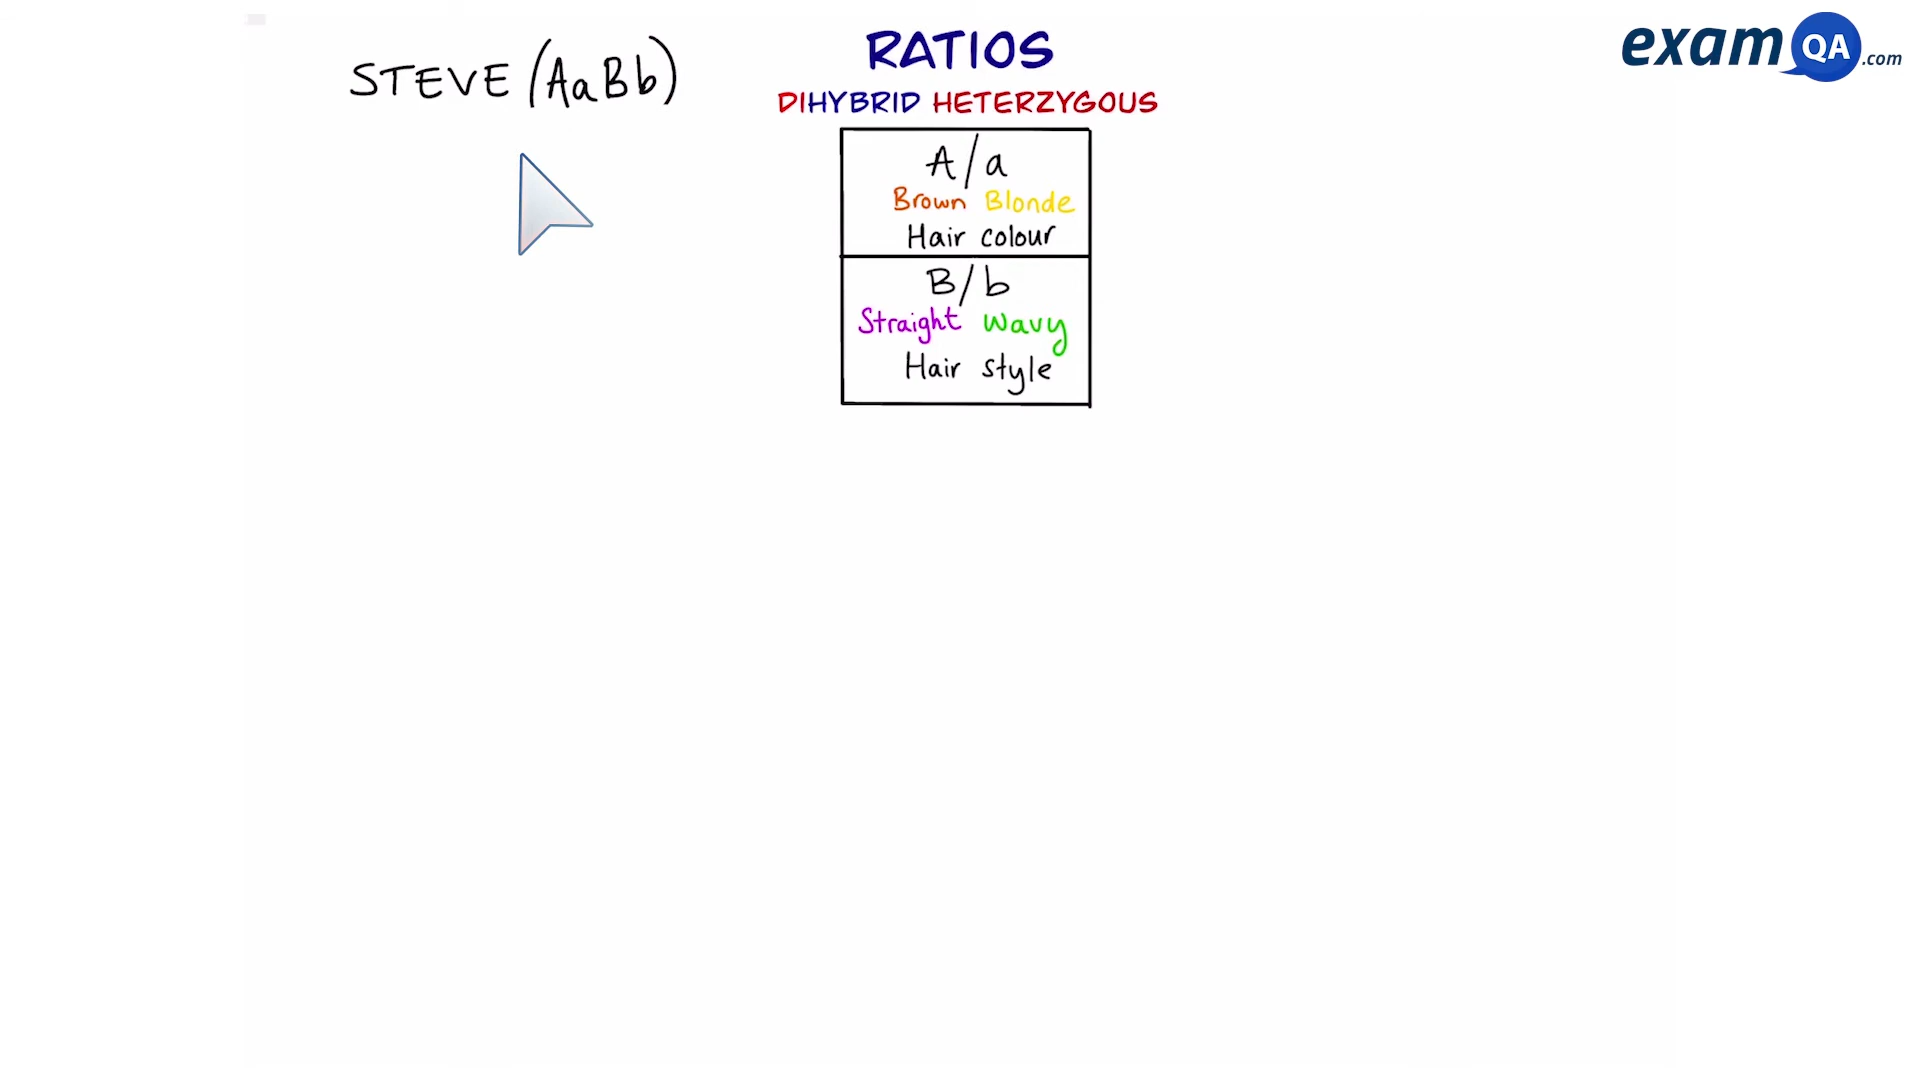 STEVE (AaBb)
RATIOS
DIHYBRID HETERZYGOUS
A/a
Brown Blonde
Hair colour
B/b
Straight Wavy
Hair style
examQA.com